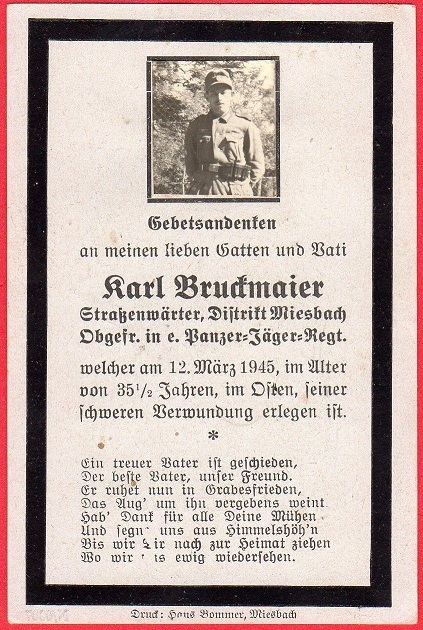 Gebetsandenken
an meinen lieben Gatten und Vati
Karl Bruckmaier
Straßenwärter, Distrikt Miesbach
Obgefr. in e. Panzer=Jäger=Regt.
welcher am 12. März 1945, im Alter
von 35½ Jahren, im Osten, seiner
schweren Verwundung erlegen ist.
*
Ein treuer Vater ist geschieden,
Der beste Vater, unser Freund.
Er ruhet nun in Grabesfrieden,
Das Aug' um ihn vergebens weint
Hab' Dank für alle Deine Mühen
Und segn' uns aus Himmelshöh'n
Bis wir nach zur Heimat ziehen
Wo wir ewig wiedersehen.
Druck: Hans Bommer, Miesbach